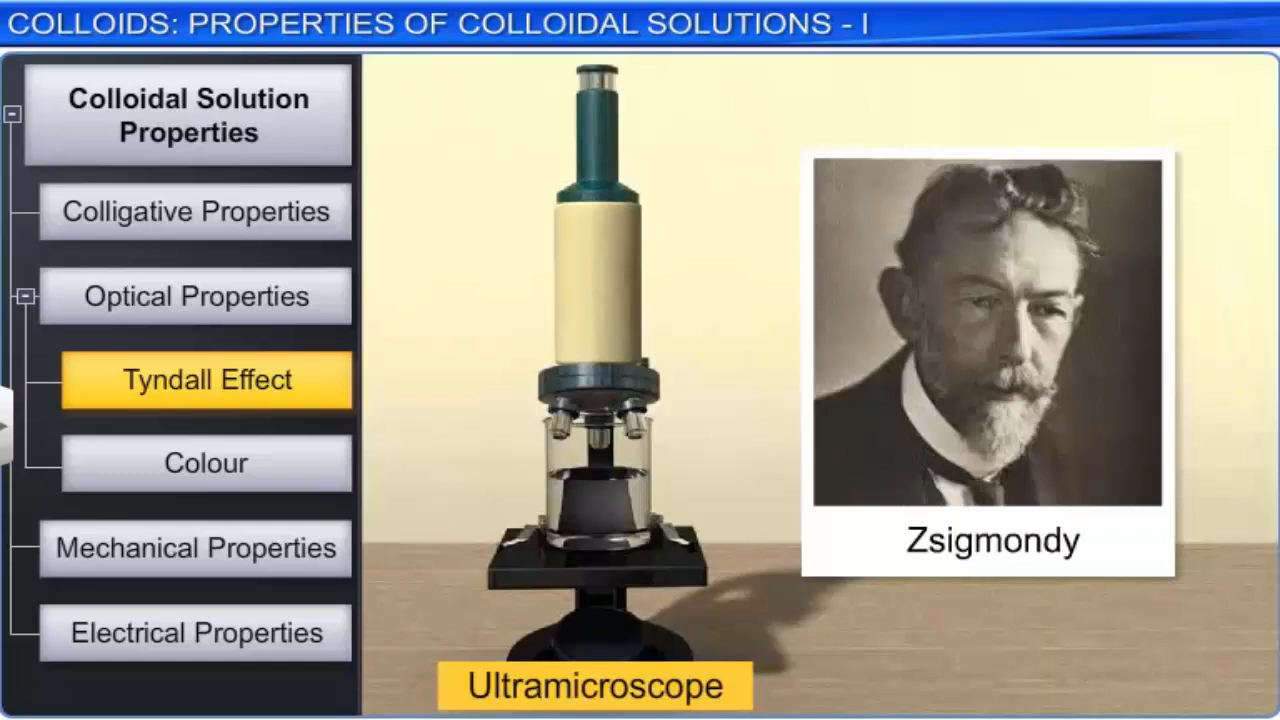 COLLOIDS: PROPERTIES OF COLLOIDAL SOLUTIONS - I
Colloidal Solution
Properties
Colligative Properties
Optical Properties
Tyndall Effect
Colour
Mechanical Properties
Electrical Properties
Zsigmondy
Ultramicroscope